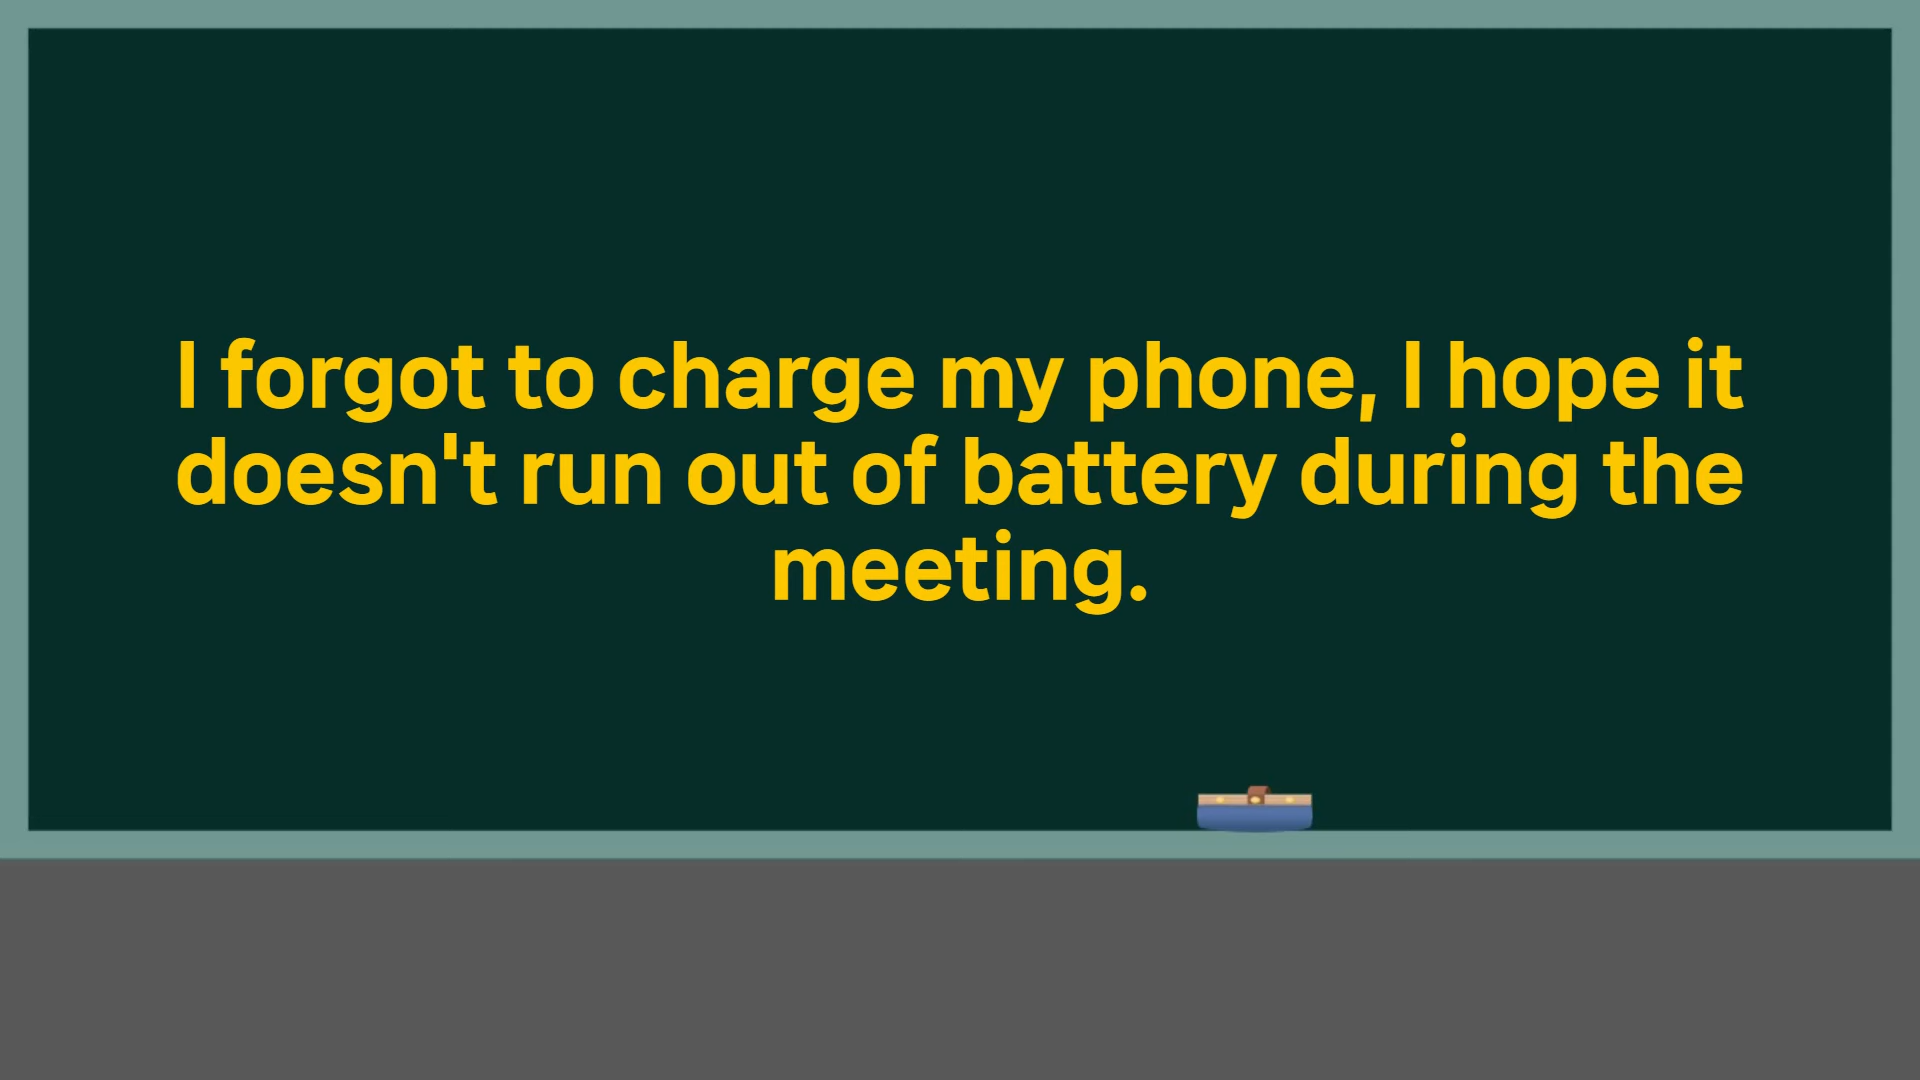 I forgot to charge my phone, I hope it
doesn't run out of battery during the
meeting.